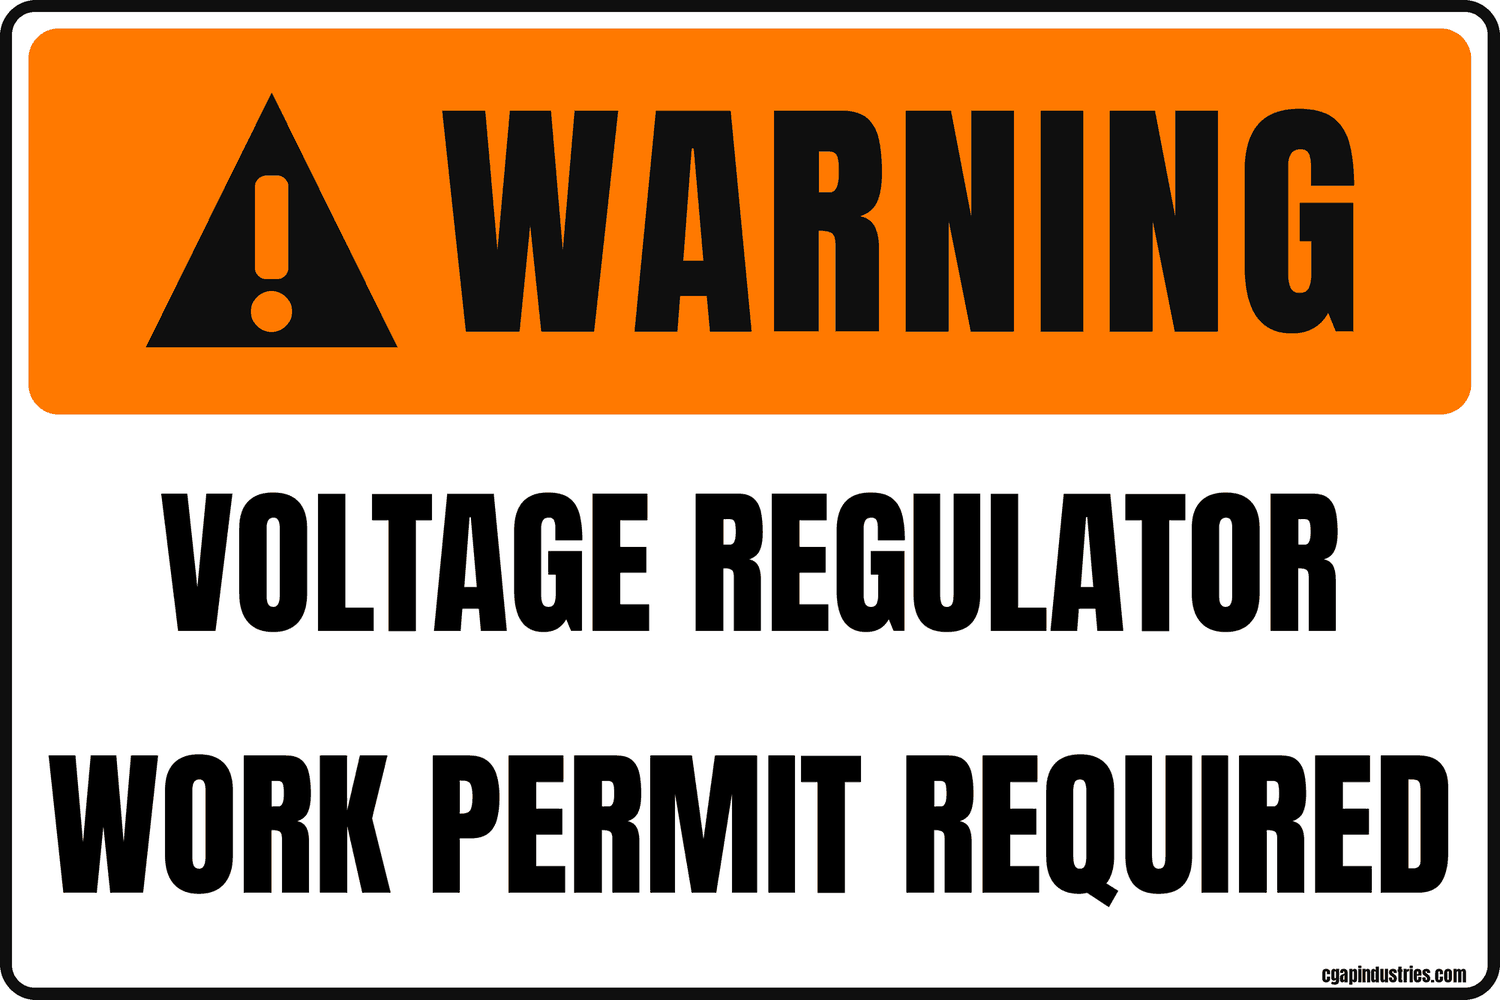 WARNING
VOLTAGE REGULATOR
WORK PERMIT REQUIRED
cgapindustries.com